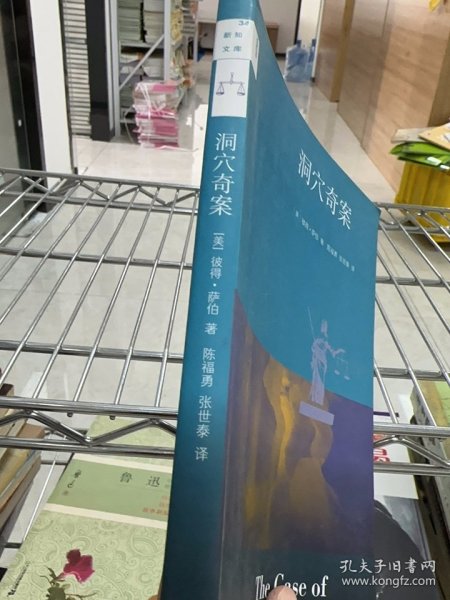 34
新知
文库
洞穴奇案
[美] 彼得·萨伯 著
陈福勇 张世泰 译
洞穴奇案
The Case of
鲁迅
孔夫子旧书网
www.kongfz.com